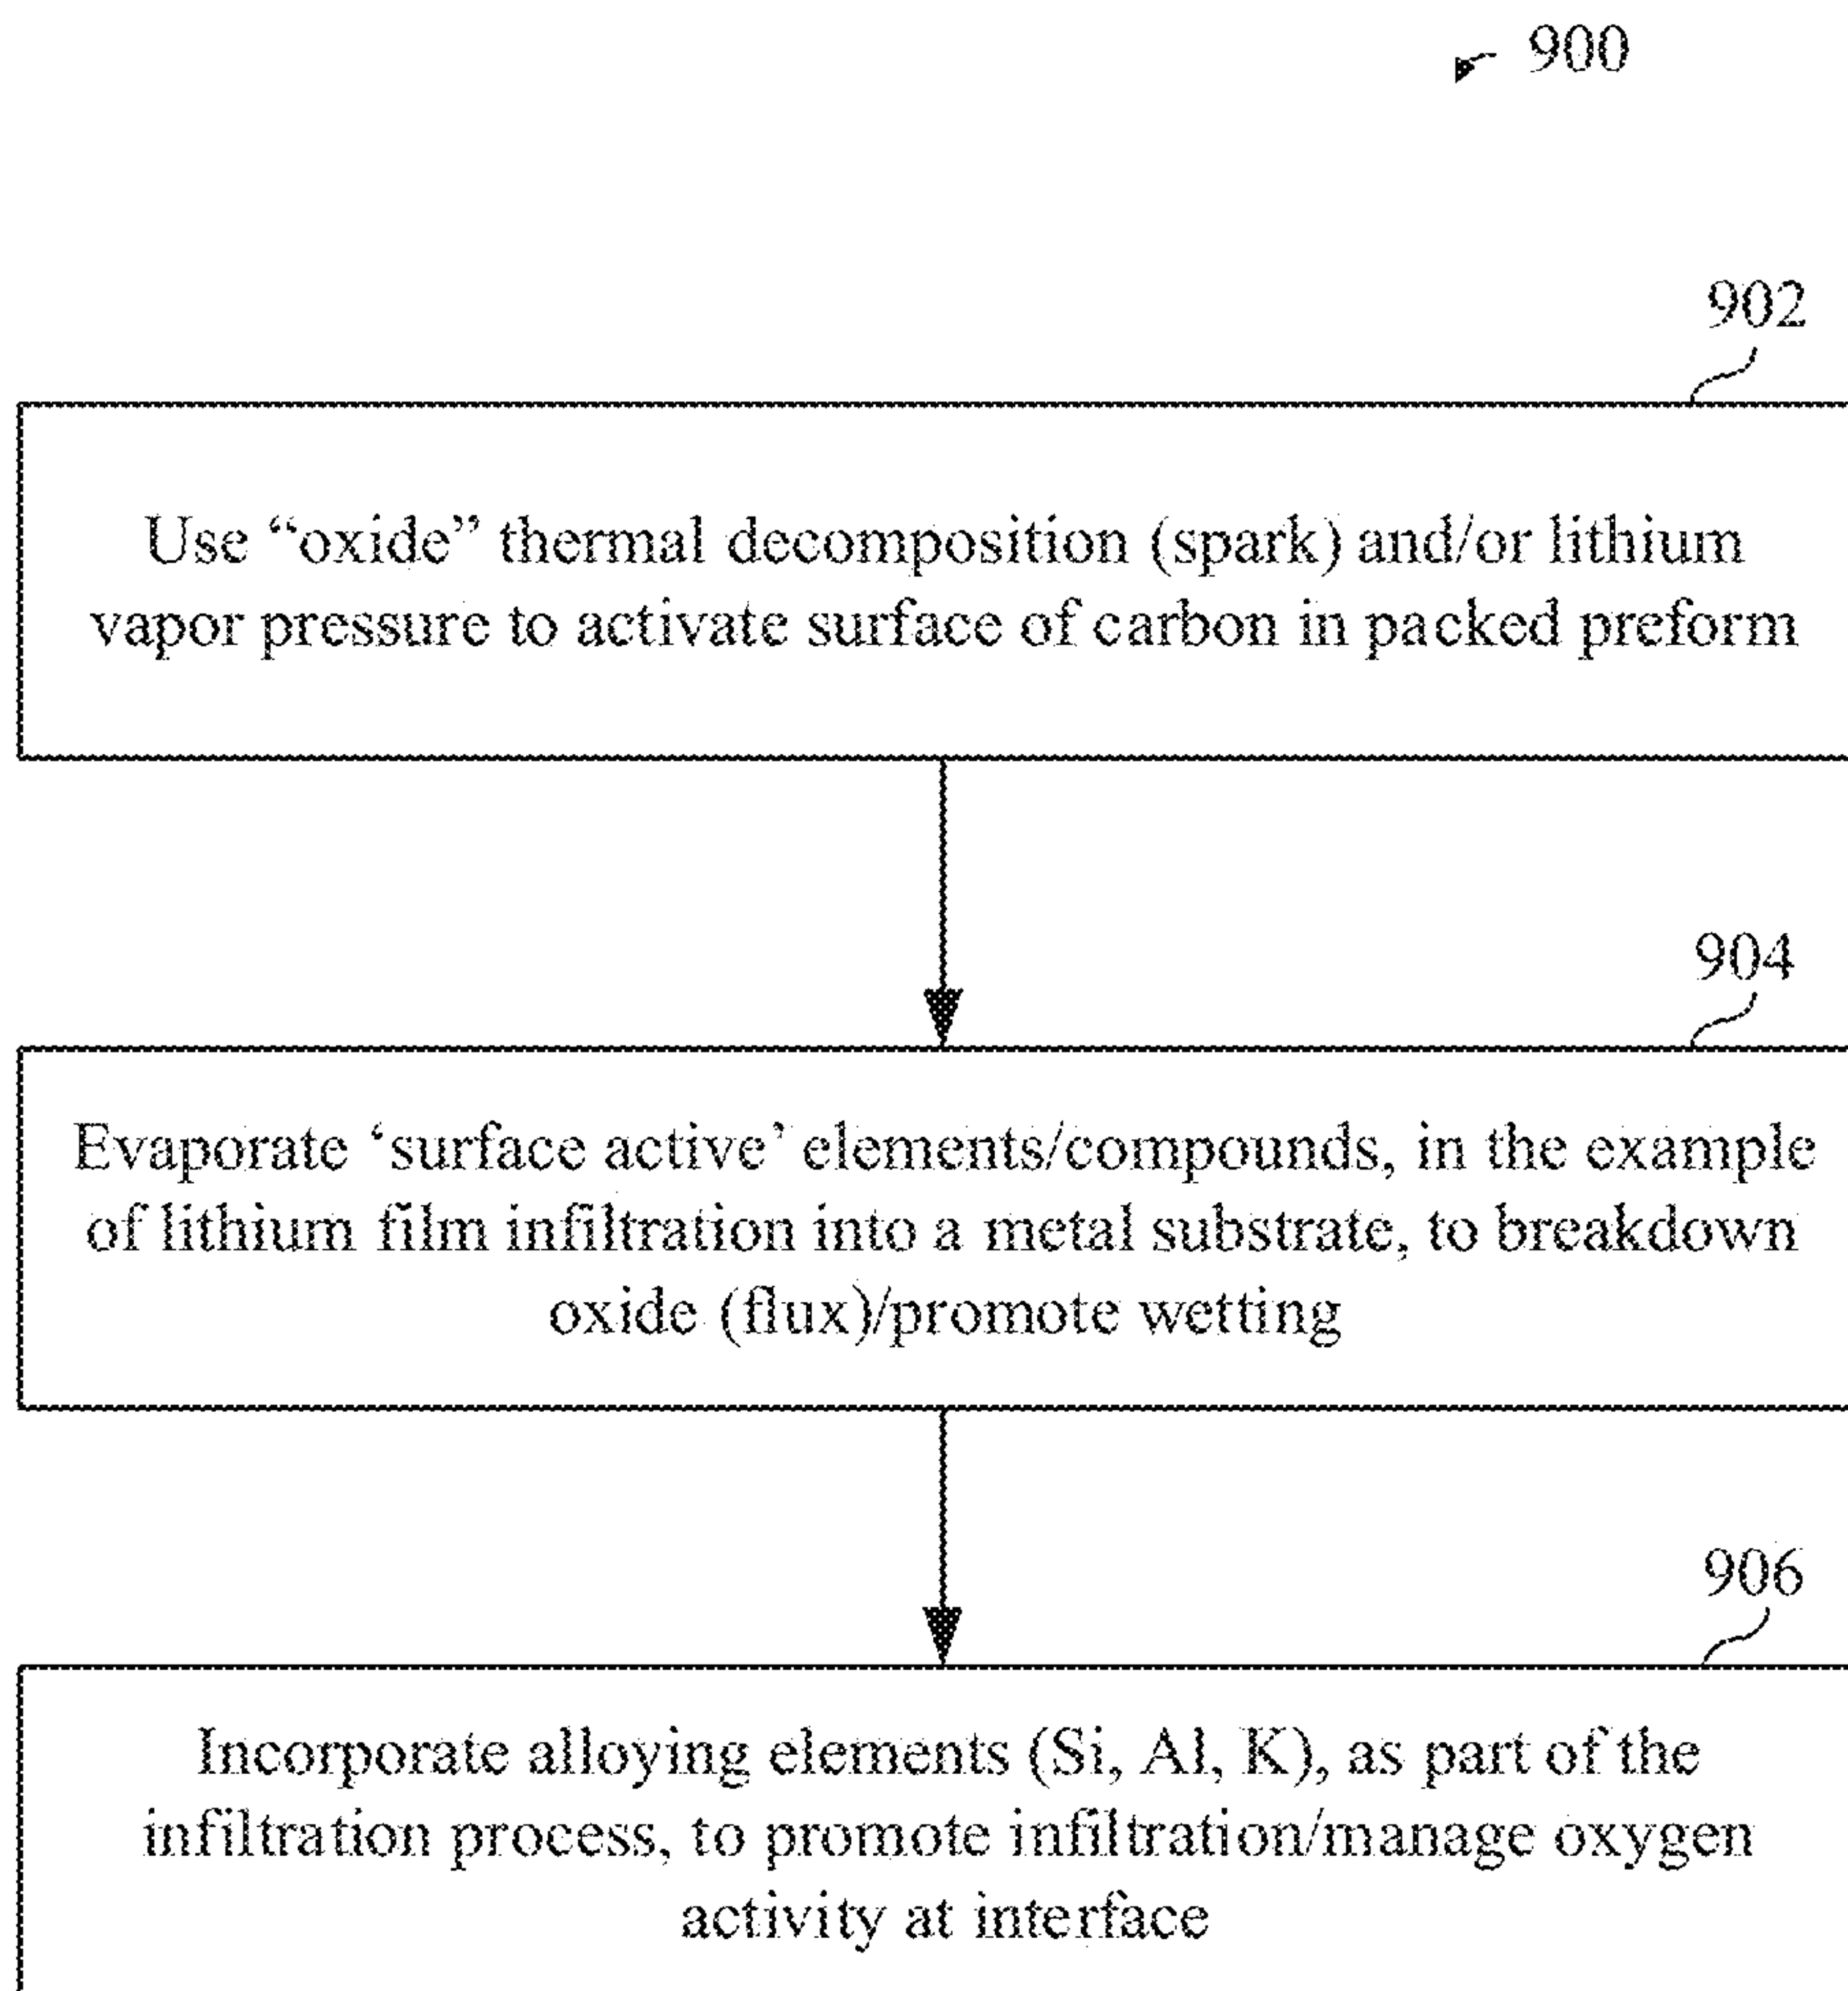 900
902
Use “oxide” thermal decomposition (spark) and/or lithium
vapor pressure to activate surface of carbon in packed preform
904
Evaporate ‘surface active’ elements/compounds, in the example
of lithium film infiltration into a metal substrate, to breakdown
oxide (flux)/promote wetting
906
Incorporate alloying elements (Si, Al, K), as part of the
infiltration process, to promote infiltration/manage oxygen
activity at interface